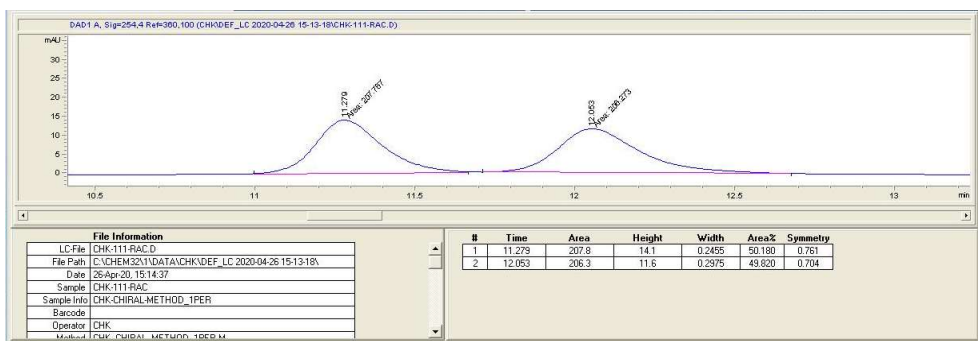 DAD1 A, Sig=254,4 Ref=360,100 (CHK\DEF_LC 2020-04-26 15-13-18\CHK-111-RAC.D)
mAU
30
25
20
15
10
5
0
11.279
Area: 207.787
12.053
Area: 206.273
10.5 11 11.5 12 12.5 13 min
File Information
LC-File CHK-111-RAC.D
File Path C:\CHEM32\1\DATA\CHK\DEF_LC 2020-04-26 15-13-18\
Date 26-Apr-20, 15:14:37
Sample CHK-111-RAC
Sample Info CHK-CHIRAL-METHOD_1PER
Barcode
Operator CHK
Method CHK_CHIRAL_METHOD_1PER.M
# Time Area Height Width Area% Symmetry
1 11.279 207.8 14.1 0.2455 50.180 0.761
2 12.053 206.3 11.6 0.2975 49.820 0.704